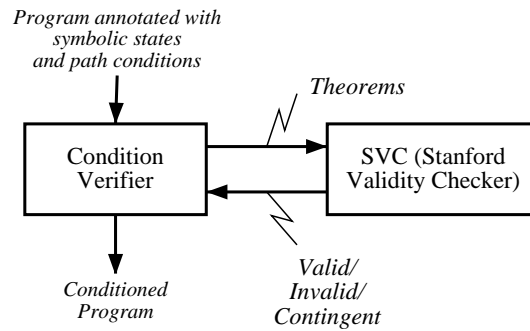 Program annotated with
symbolic states
and path conditions
Theorems
Condition
Verifier
SVC (Stanford
Validity Checker)
Valid/
Invalid/
Contingent
Conditioned
Program